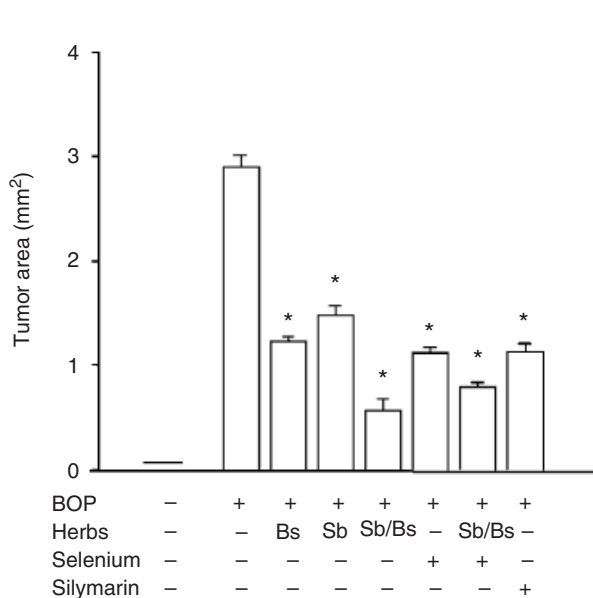 4
3
2
1
0
Tumor area (mm²)
* * * * * *
BOP – + + + + + + +
Herbs – – Bs Sb Sb/Bs – Sb/Bs –
Selenium – – – – – + + –
Silymarin – – – – – – – +